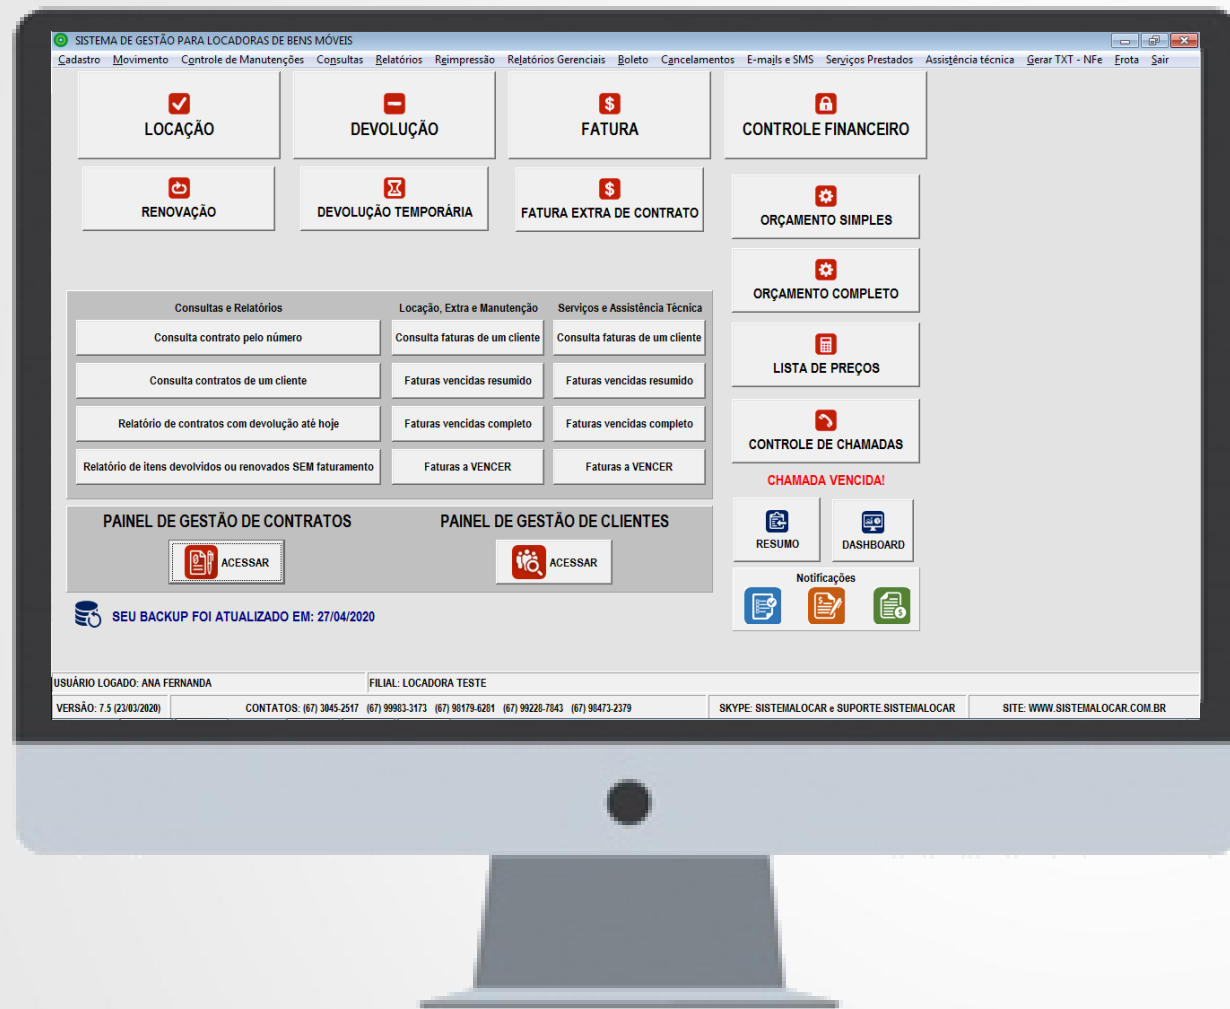 SISTEMA DE GESTÃO PARA LOCADORAS DE BENS MÓVEIS
Cadastro Movimento Controle de Manutenções Consultas Relatórios Reimpressão Relatórios Gerenciais Boleto Cancelamentos E-mails e SMS Serviços Prestados Assistência técnica Gerar TXT - NFe Frota Sair
LOCAÇÃO DEVOLUÇÃO FATURA CONTROLE FINANCEIRO
RENOVAÇÃO DEVOLUÇÃO TEMPORÁRIA FATURA EXTRA DE CONTRATO ORÇAMENTO SIMPLES
ORÇAMENTO COMPLETO
Consultas e Relatórios Locação, Extra e Manutenção Serviços e Assistência Técnica
Consulta contrato pelo número Consulta faturas de um cliente Consulta faturas de um cliente
LISTA DE PREÇOS
Consulta contratos de um cliente Faturas vencidas resumido Faturas vencidas resumido
Relatório de contratos com devolução até hoje Faturas vencidas completo Faturas vencidas completo
CONTROLE DE CHAMADAS
Relatório de itens devolvidos ou renovados SEM faturamento Faturas a VENCER Faturas a VENCER
CHAMADA VENCIDA!
PAINEL DE GESTÃO DE CONTRATOS PAINEL DE GESTÃO DE CLIENTES
RESUMO DASHBOARD
ACESSAR ACESSAR
Notificações
SEU BACKUP FOI ATUALIZADO EM: 27/04/2020
USUÁRIO LOGADO: ANA FERNANDA FILIAL: LOCADORA TESTE
VERSÃO: 7.5 (23/03/2020) CONTATOS: (67) 3045-2517 (67) 99983-3173 (67) 98179-6281 (67) 99228-7843 (67) 98473-2379 SKYPE: SISTEMALOCAR e SUPORTE.SISTEMALOCAR SITE: WWW.SISTEMALOCAR.COM.BR